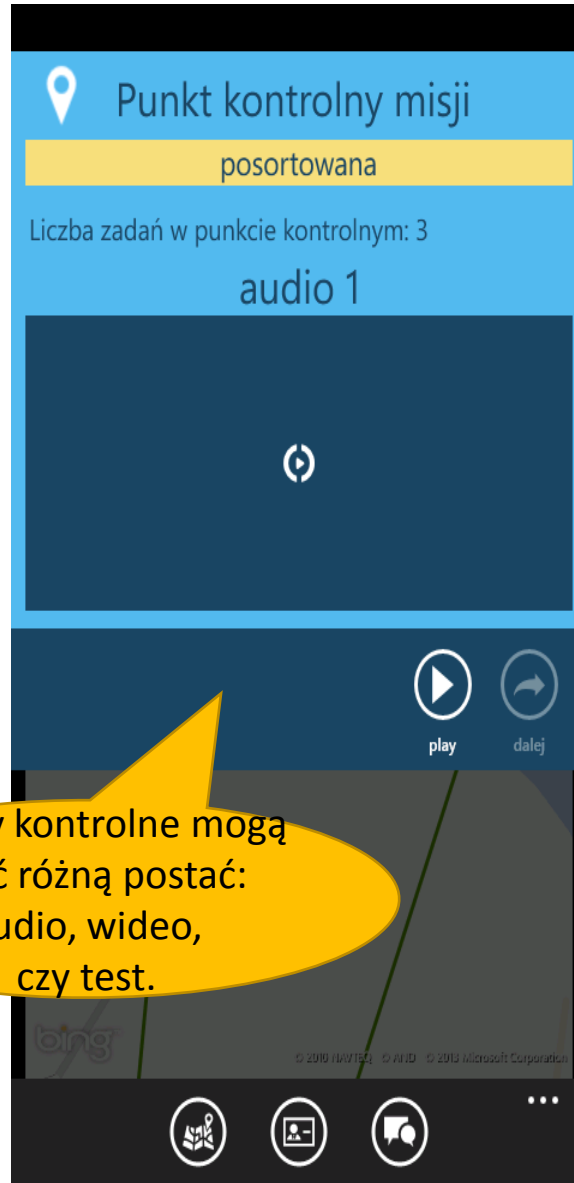 Punkt kontrolny misji
posortowana
Liczba zadań w punkcie kontrolnym: 3
audio 1
play dalej
kontrolne mogą
różną postać:
wideo,
czy test.
bing
© 2010 NAVTEQ © AND © 2013 Microsoft Corporation